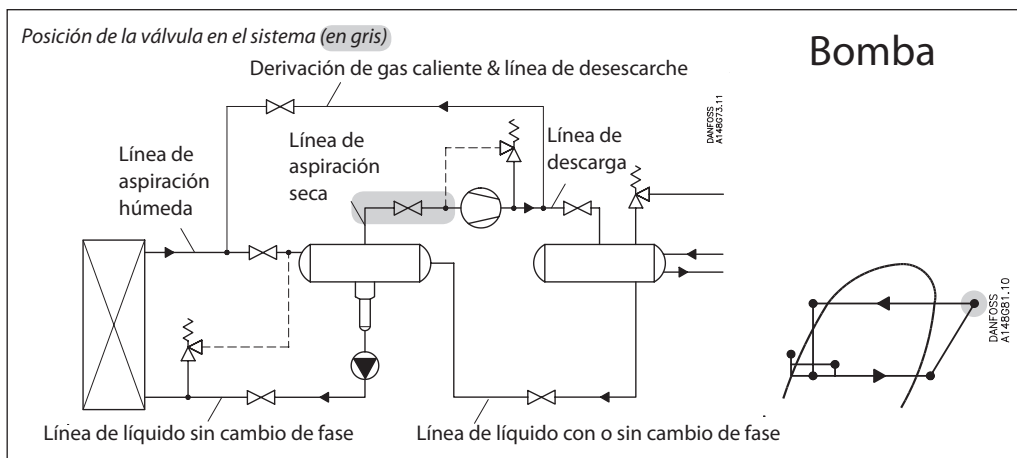 Posición de la válvula en el sistema (en gris)
Bomba
Derivación de gas caliente & línea de desescarche
DANFOSS
A148G73.11
Línea de
aspiración
húmeda
Línea de
aspiración
seca
Línea de
descarga
DANFOSS
A148G81.10
Línea de líquido sin cambio de fase
Línea de líquido con o sin cambio de fase